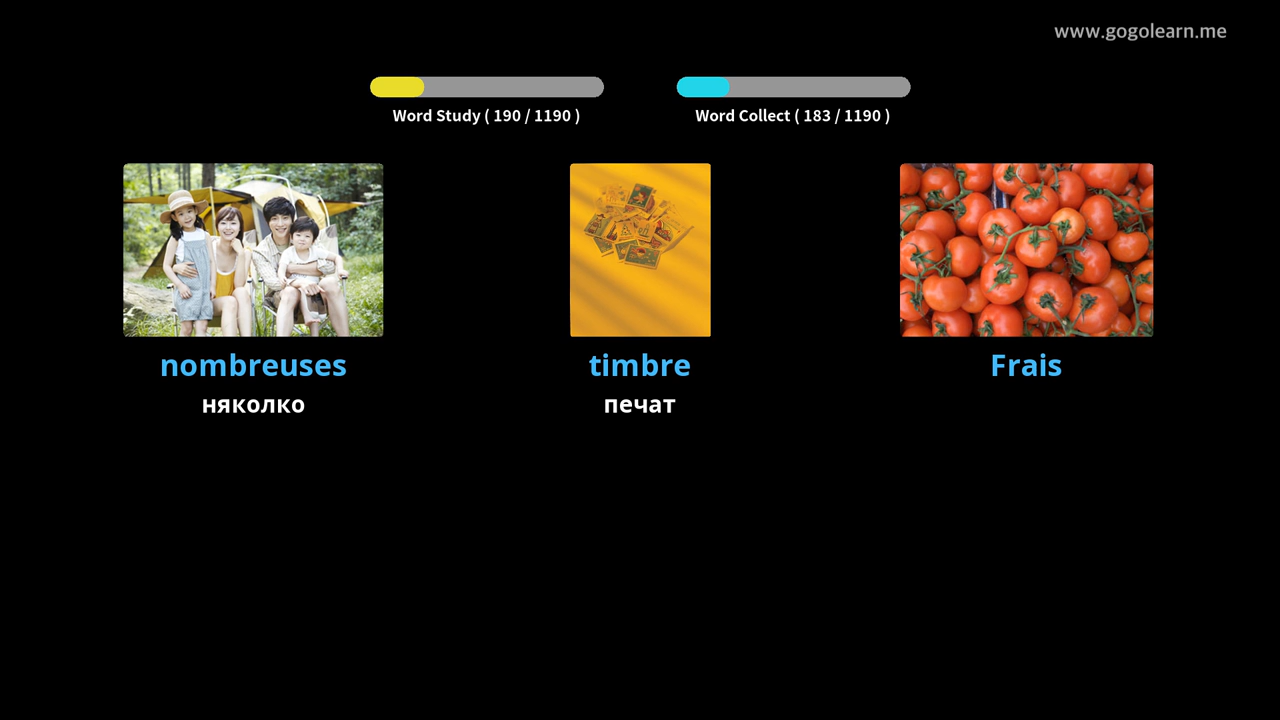 www.gogolearn.me
Word Study ( 190 / 1190 )
Word Collect ( 183 / 1190 )
nombreuses
няколко
timbre
печат
Frais